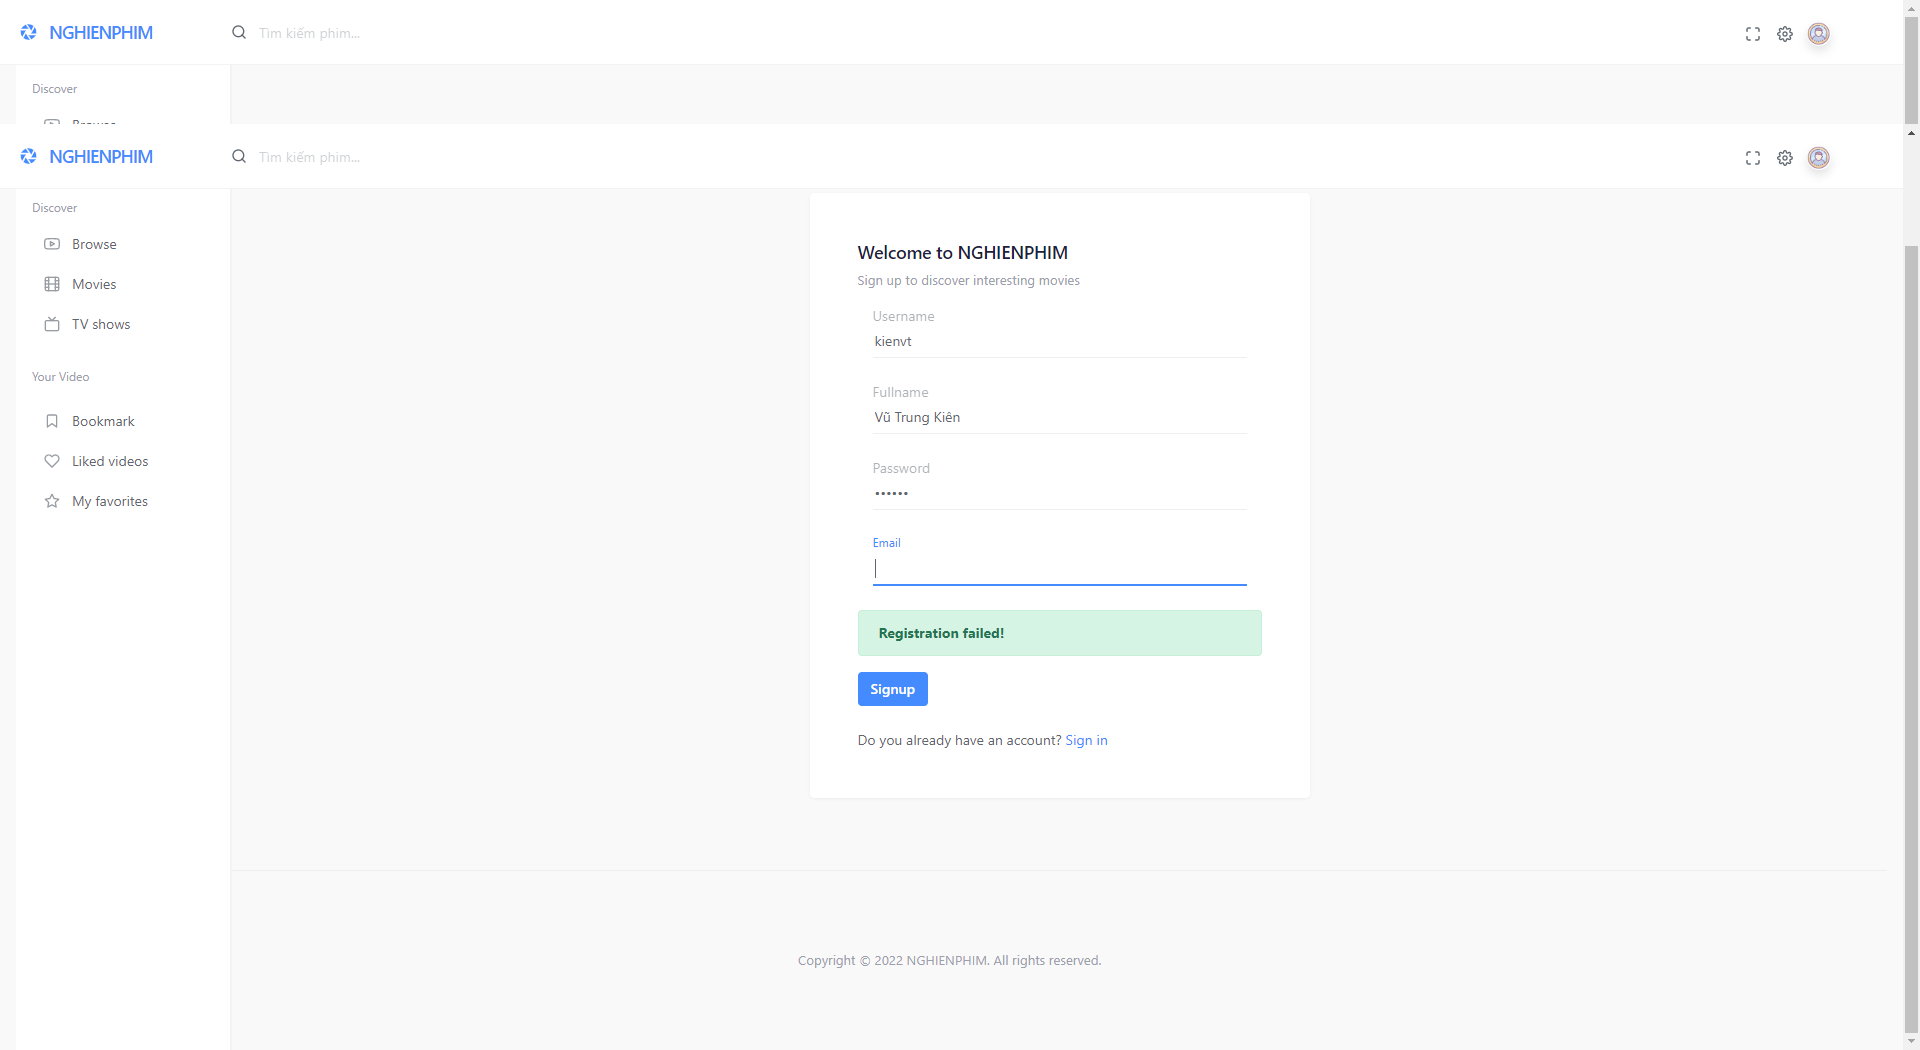 NGHIENPHIM
Tìm kiếm phim...
Discover
Browse
NGHIENPHIM
Tìm kiếm phim...
Discover
Browse
Movies
TV shows
Your Video
Bookmark
Liked videos
My favorites
Welcome to NGHIENPHIM
Sign up to discover interesting movies
Username
kienvt
Fullname
Vũ Trung Kiên
Password
••••••
Email
Registration failed!
Signup
Do you already have an account? Sign in
Copyright © 2022 NGHIENPHIM. All rights reserved.